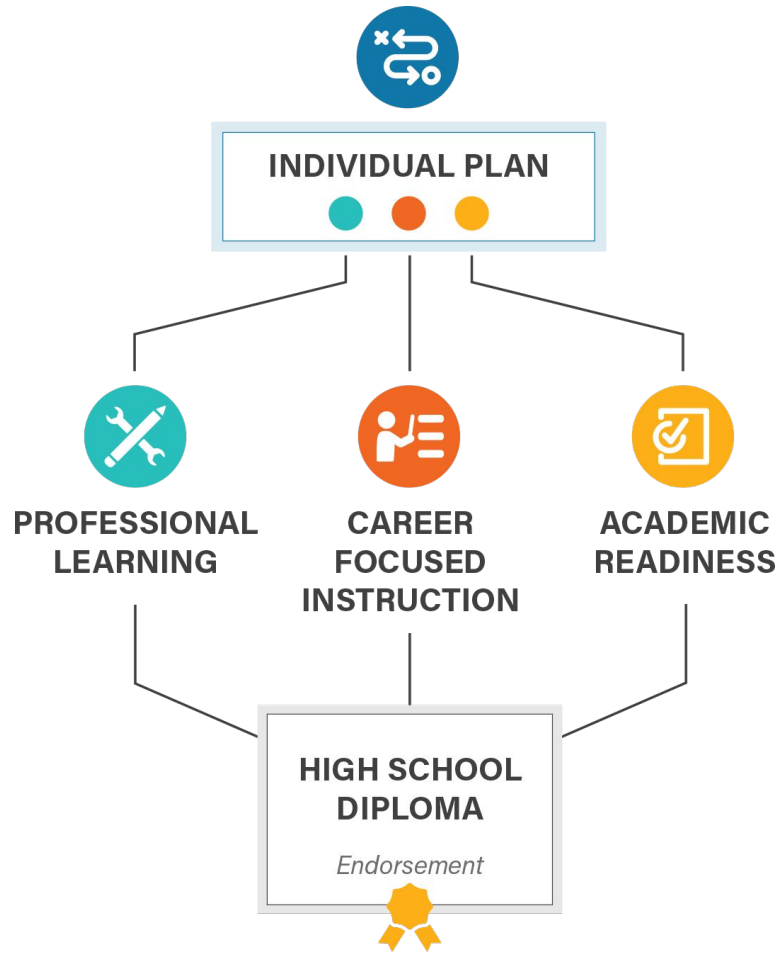 INDIVIDUAL PLAN
PROFESSIONAL
LEARNING
CAREER
FOCUSED
INSTRUCTION
ACADEMIC
READINESS
HIGH SCHOOL
DIPLOMA
Endorsement